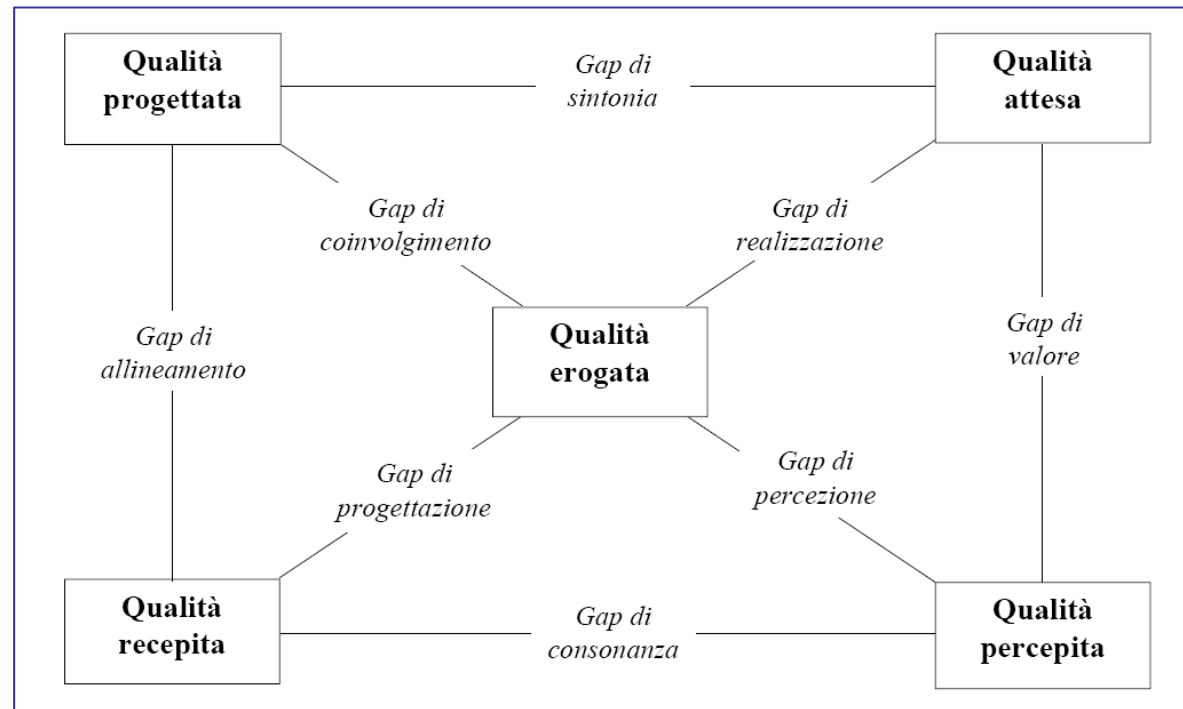 Qualità
progettata
Gap di
sintonia
Qualità
attesa
Gap di
coinvolgimento
Gap di
realizzazione
Gap di
allineamento
Qualità
erogata
Gap di
valore
Gap di
progettazione
Gap di
percezione
Qualità
recepita
Gap di
consonanza
Qualità
percepita